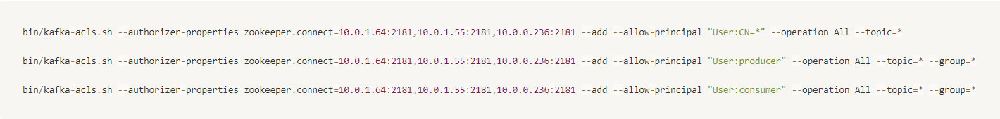 bin/kafka-acls.sh --authorizer-properties zookeeper.connect=10.0.1.64:2181,10.0.1.55:2181,10.0.0.236:2181 --add --allow-principal "User:CN=*" --operation All --topic=*
bin/kafka-acls.sh --authorizer-properties zookeeper.connect=10.0.1.64:2181,10.0.1.55:2181,10.0.0.236:2181 --add --allow-principal "User:producer" --operation All --topic=* --group=*
bin/kafka-acls.sh --authorizer-properties zookeeper.connect=10.0.1.64:2181,10.0.1.55:2181,10.0.0.236:2181 --add --allow-principal "User:consumer" --operation All --topic=* --group=*